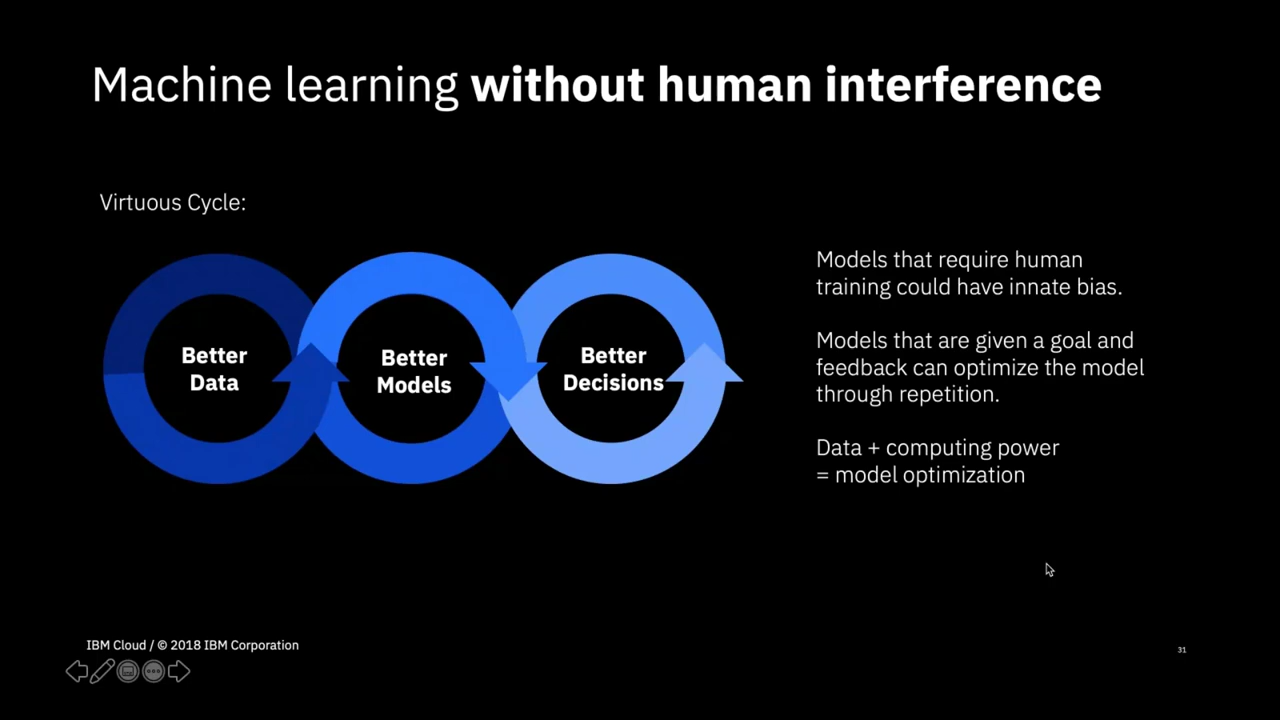 Machine learning without human interference
Virtuous Cycle:
Better
Data
Better
Models
Better
Decisions
Models that require human
training could have innate bias.
Models that are given a goal and
feedback can optimize the model
through repetition.
Data + computing power
= model optimization
IBM Cloud / © 2018 IBM Corporation
31